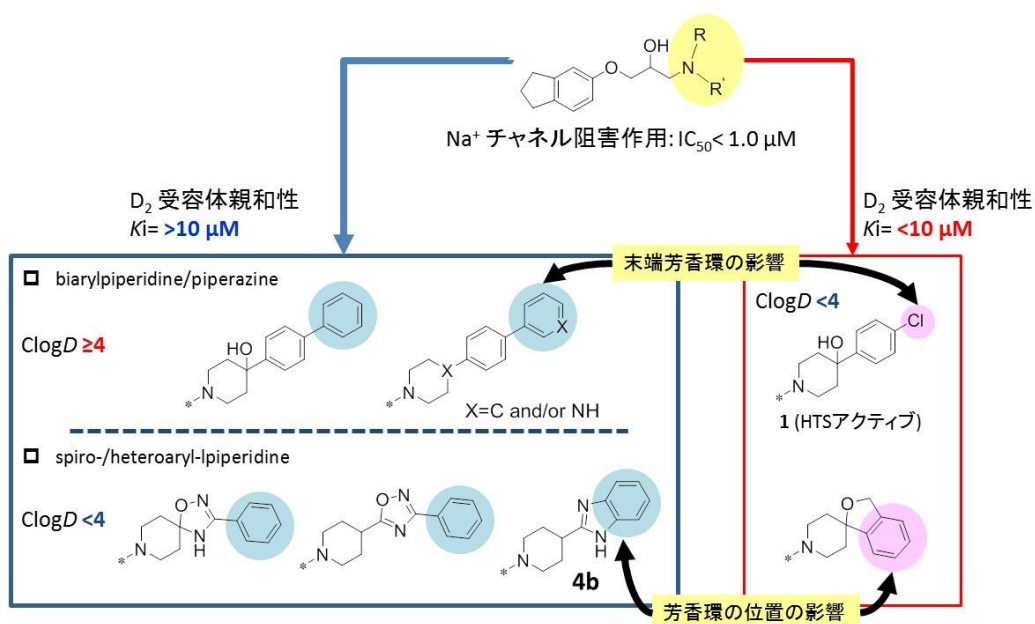 OH
R
O
N
R'
Na⁺ チャネル阻害作用: IC₅₀< 1.0 µM
D₂ 受容体親和性
Ki= >10 µM
D₂ 受容体親和性
Ki= <10 µM
末端芳香環の影響
biarylpiperidine/piperazine
ClogD ≥4
HO
N
*
X
X
N
*
X=C and/or NH
ClogD <4
Cl
HO
N
*
1 (HTSアクティブ)
spiro-/heteroaryl-lpiperidine
ClogD <4
O
N
N
H
N
*
O
N
N
N
*
N
N
H
N
*
4b
O
N
*
芳香環の位置の影響